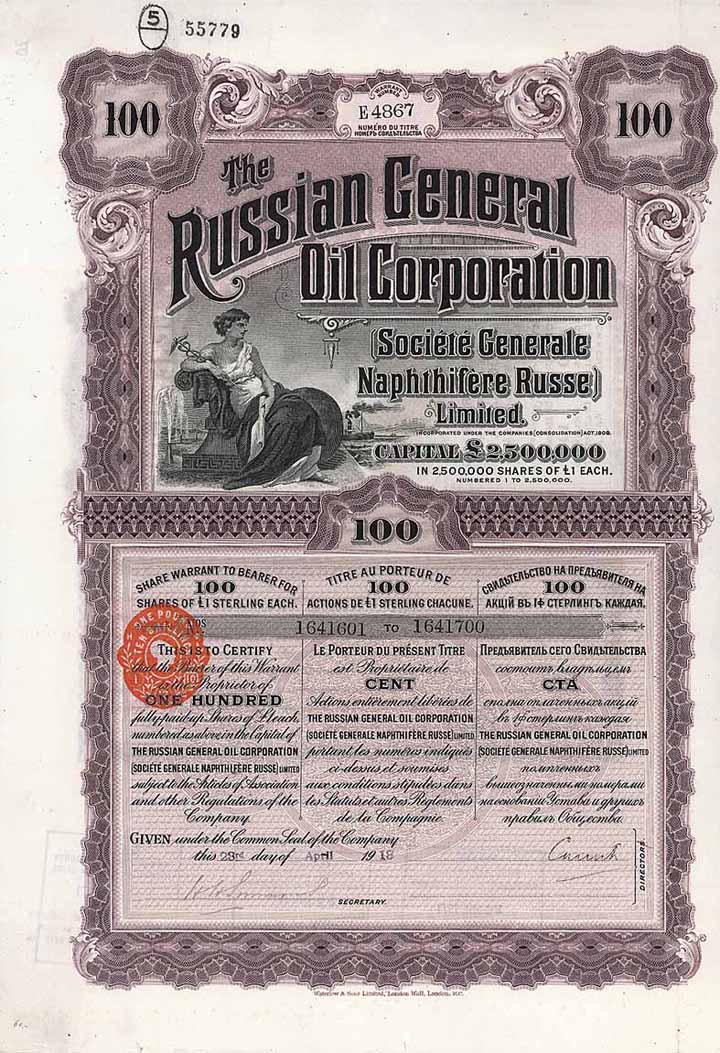 5 55779
100
WARRANT NUMBER
E4867
NUMÉRO DU TITRE
НОМЕРЪ СВИДѢТЕЛЬСТВА
100
The
Russian General
Oil Corporation
(Société Generale
Naphthifère Russe)
Limited.
INCORPORATED UNDER THE COMPANIES (CONSOLIDATION) ACT, 1908.
CAPITAL £2,500,000
IN 2,500,000 SHARES OF £1 EACH.
NUMBERED 1 TO 2,500,000.
100
SHARE WARRANT TO BEARER FOR
100
SHARES OF £1 STERLING EACH.
TITRE AU PORTEUR DE
100
ACTIONS DE £1 STERLING CHACUNE.
СВИДѢТЕЛЬСТВО НА ПРЕДЪЯВИТЕЛЯ НА
100
АКЦІЙ ВЪ 1 £ СТЕРЛИНГЪ КАЖДАЯ.
Nos 1641601 TO 1641700
ONE POUND
TEN SHILLINGS
THIS IS TO CERTIFY
that the Bearer of this Warrant
is the Proprietor of
ONE HUNDRED
fully paid up Shares of £1 each,
numbered as above in the Capital of
THE RUSSIAN GENERAL OIL CORPORATION
(SOCIÉTÉ GENERALE NAPHTHIFÈRE RUSSE) LIMITED
subject to the Articles of Association
and other Regulations of the
Company.
LE PORTEUR DU PRÉSENT TITRE
est Propriétaire de
CENT
Actions entièrement libérées de
THE RUSSIAN GENERAL OIL CORPORATION
(SOCIÉTÉ GENERALE NAPHTHIFÈRE RUSSE) LIMITED
portant les numéros indiqués
ci-dessus et soumises
aux conditions stipulées dans
les Statuts et autres Règlements
de la Compagnie.
ПРЕДЪЯВИТЕЛЬ СЕГО СВИДѢТЕЛЬСТВА
состоитъ владѣльцемъ
СТА
сполна оплаченныхъ акцій
въ 1 £ стерлингъ каждая
THE RUSSIAN GENERAL OIL CORPORATION
(SOCIÉTÉ GENERALE NAPHTHIFÈRE RUSSE) LIMITED
помѣченныхъ
вышеозначенными номерами
на основаніи Устава и другихъ
правилъ Общества.
GIVEN under the Common Seal of the Company
this 23rd day of April 1913
DIRECTORS.
SECRETARY.
Waterlow & Sons Limited, London Wall, London, E.C.